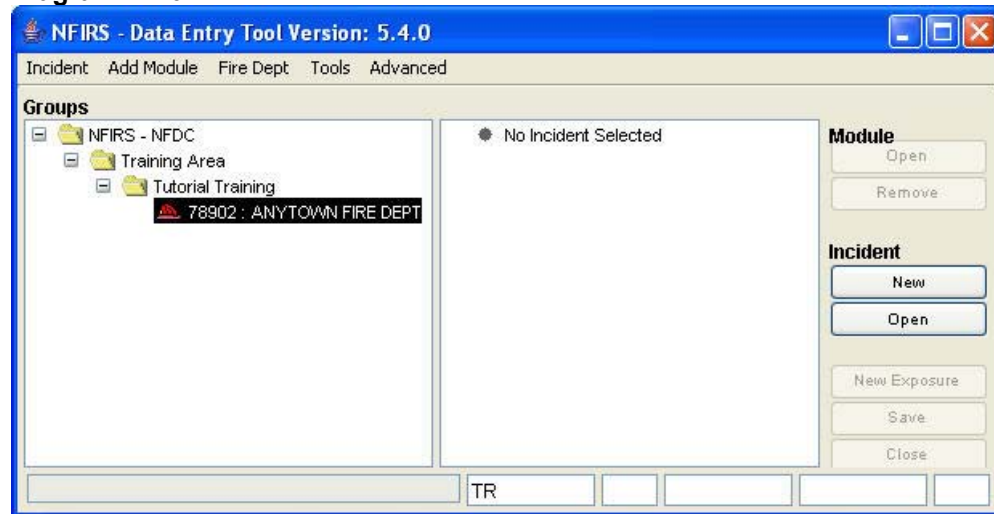 NFIRS - Data Entry Tool Version: 5.4.0
Incident Add Module Fire Dept Tools Advanced
Groups
NFIRS - NFDC
Training Area
Tutorial Training
78902 : ANYTOWN FIRE DEPT
No Incident Selected
Module
Open
Remove
Incident
New
Open
New Exposure
Save
Close
TR